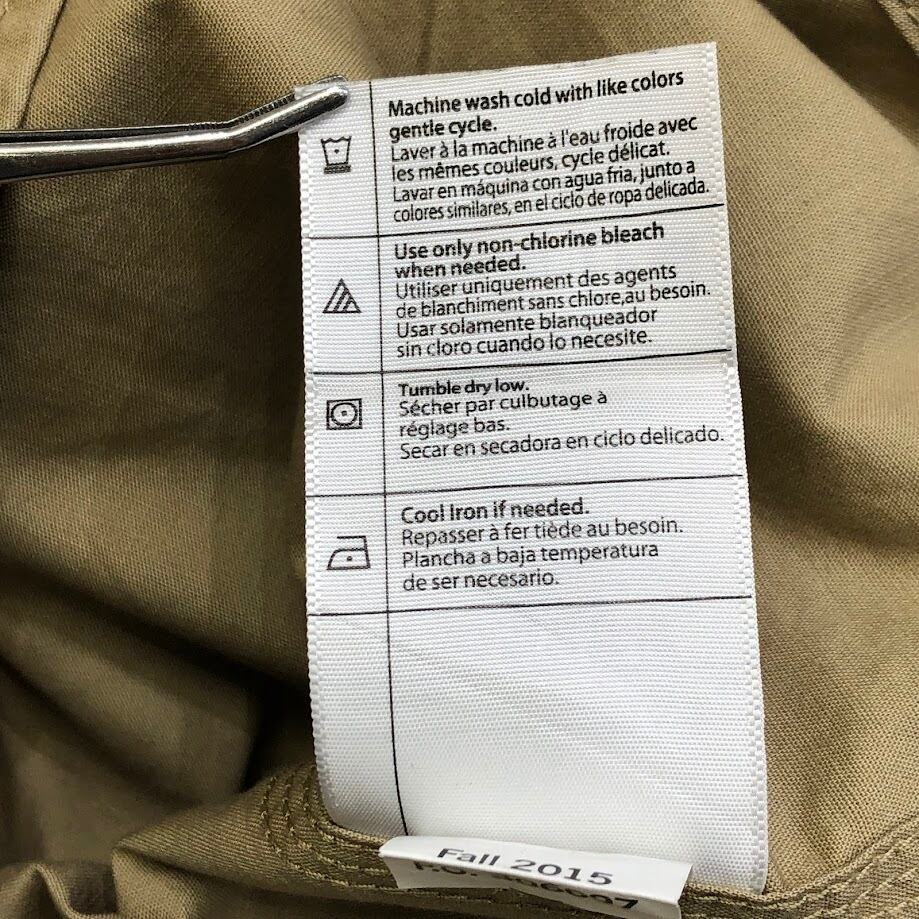 Machine wash cold with like colors
gentle cycle.
Laver à la machine à l'eau froide avec
les mêmes couleurs, cycle délicat.
Lavar en máquina con agua fria, junto a
colores similares, en el ciclo de ropa delicada.
Use only non-chlorine bleach
when needed.
Utiliser uniquement des agents
de blanchiment sans chlore,au besoin.
Usar solamente blanqueador
sin cloro cuando lo necesite.
Tumble dry low.
Sécher par culbutage à
réglage bas.
Secar en secadora en ciclo delicado.
Cool Iron if needed.
Repasser à fer tiède au besoin.
Plancha a baja temperatura
de ser necesario.
Fall 2015